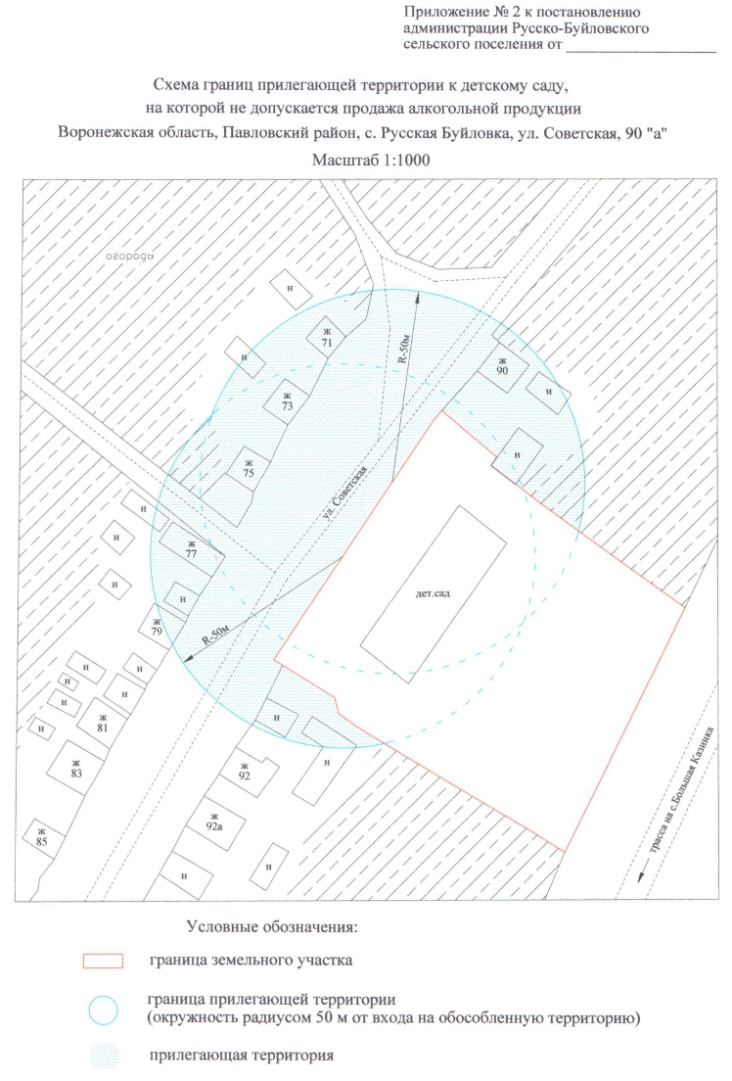 Приложение № 2 к постановлению
администрации Русско-Буйловского
сельского поселения от
Схема границ прилегающей территории к детскому саду,
на которой не допускается продажа алкогольной продукции
Воронежская область, Павловский район, с. Русская Буйловка, ул. Советская, 90 "а"
Масштаб 1:1000
огороды
н
ж
71
н
R-50м
ж
90
н
ж
73
н
ж
75
ул. Советская
н
ж
77
н
н
н
дет.сад
ж
79
R-50м
н
н
н
н
н
ж
81
н
н
н
ж
83
ж
92
трасса на с.Большая Казинка
ж
92а
ж
85
н
н
Условные обозначения:
граница земельного участка
граница прилегающей территории
(окружность радиусом 50 м от входа на обособленную территорию)
прилегающая территория